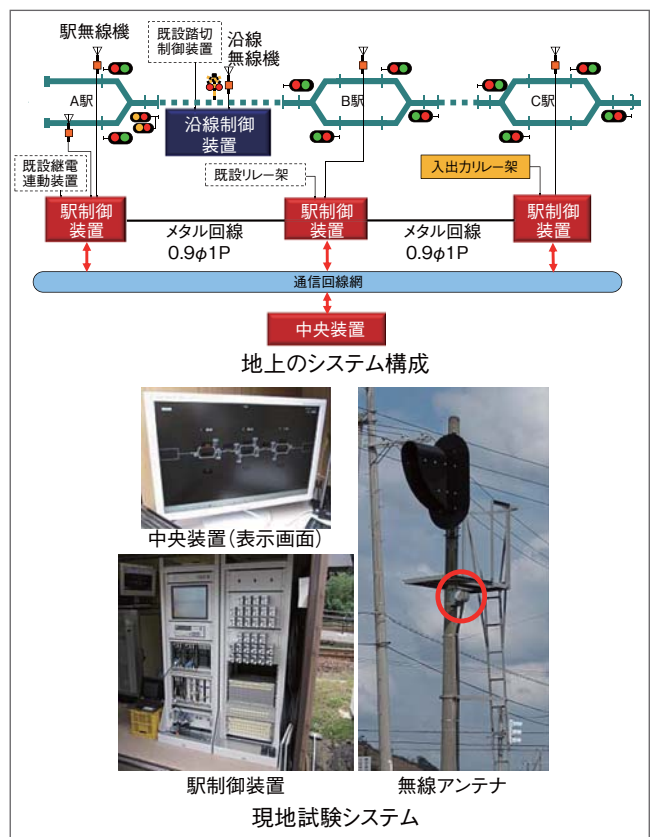 駅無線機
既設踏切
制御装置
沿線
無線機
A駅
B駅
C駅
沿線制御
装置
既設継電
連動装置
既設リレー架
入出力リレー架
駅制御
装置
メタル回線
0.9φ1P
駅制御
装置
メタル回線
0.9φ1P
駅制御
装置
通信回線網
中央装置
地上のシステム構成
中央装置(表示画面)
駅制御装置
無線アンテナ
現地試験システム